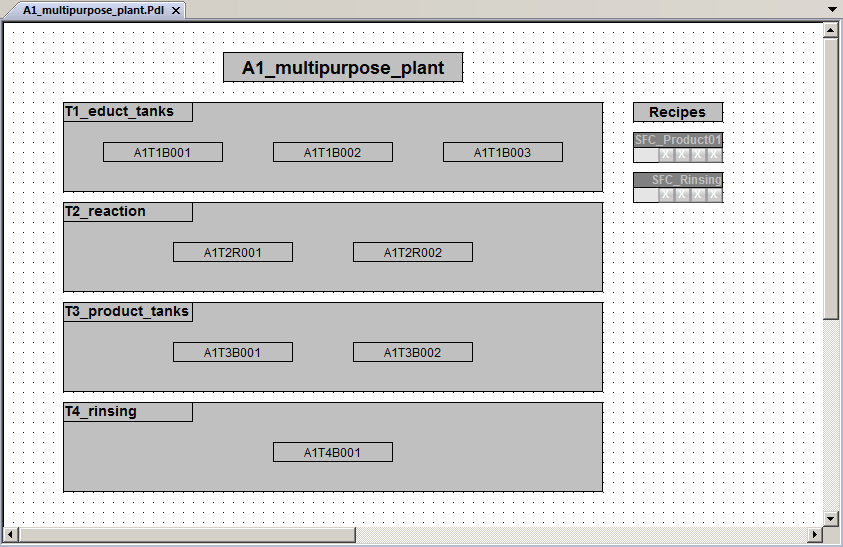 A1_multipurpose_plant.Pdl
A1_multipurpose_plant
T1_educt_tanks
A1T1B001 A1T1B002 A1T1B003
T2_reaction
A1T2R001 A1T2R002
T3_product_tanks
A1T3B001 A1T3B002
T4_rinsing
A1T4B001
Recipes
SFC_Product01
X X X X
SFC_Rinsing
X X X X